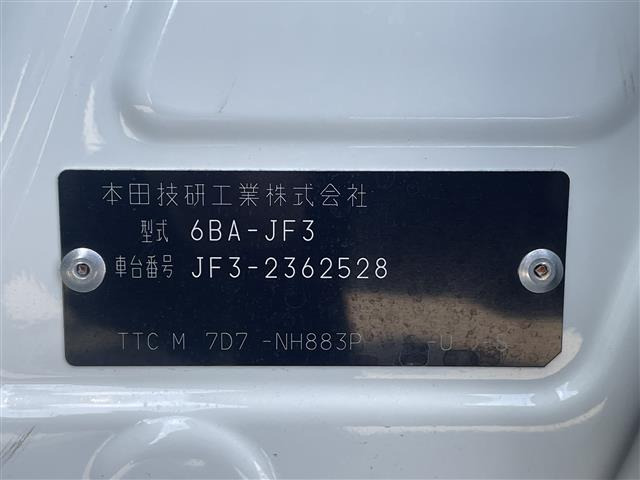 本田技研工業株式会社
型式 6BA-JF3
車台番号 JF3-2362528
TTC M 7D7 -NH883P -U -S